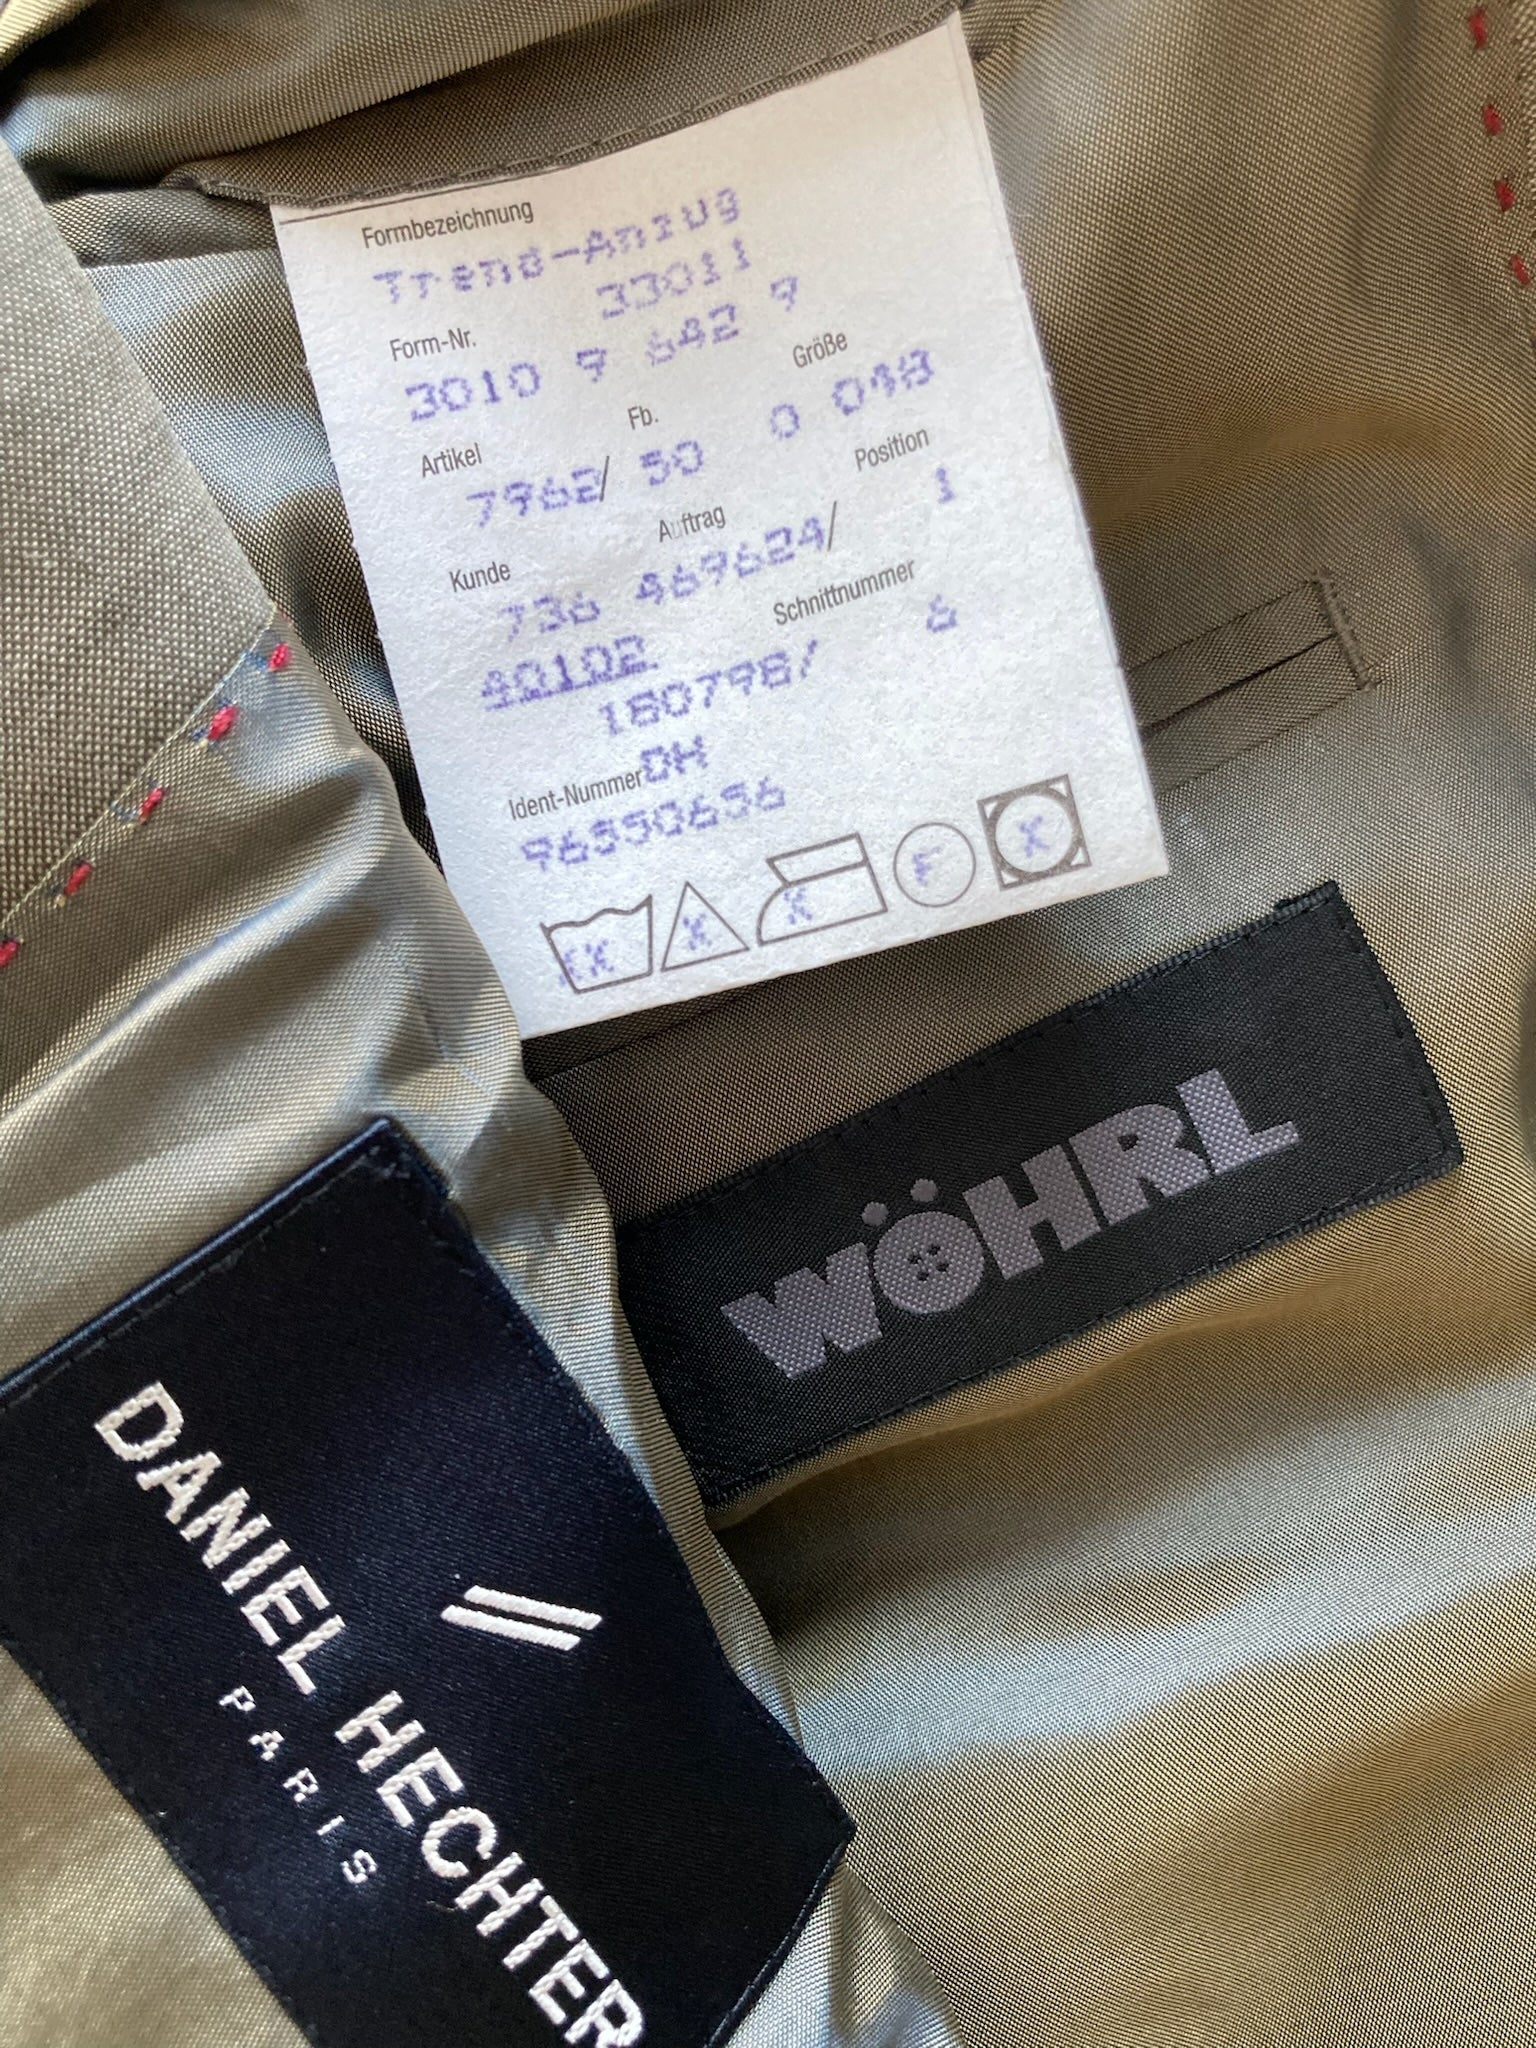 Formbezeichnung
Trend-Anzug
33011
Form-Nr.
3010 9 642 9
Größe
Artikel Fb.
7962/ 50 0 048
Position
Auftrag
Kunde
736 469624/ 1
Schnittnummer
40102 6
180798/
Ident-Nummer DH
96550656
XX X X F X
WÖHRL
DANIEL HECHTER
PARIS